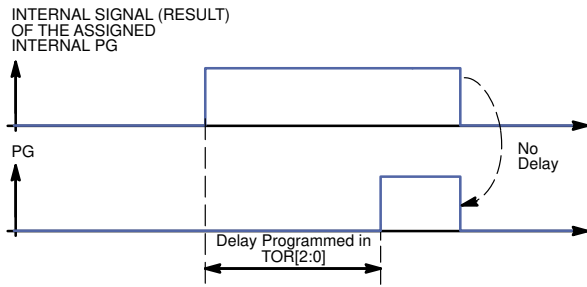 INTERNAL SIGNAL (RESULT)
OF THE ASSIGNED
INTERNAL PG
PG
No
Delay
Delay Programmed in
TOR[2:0]